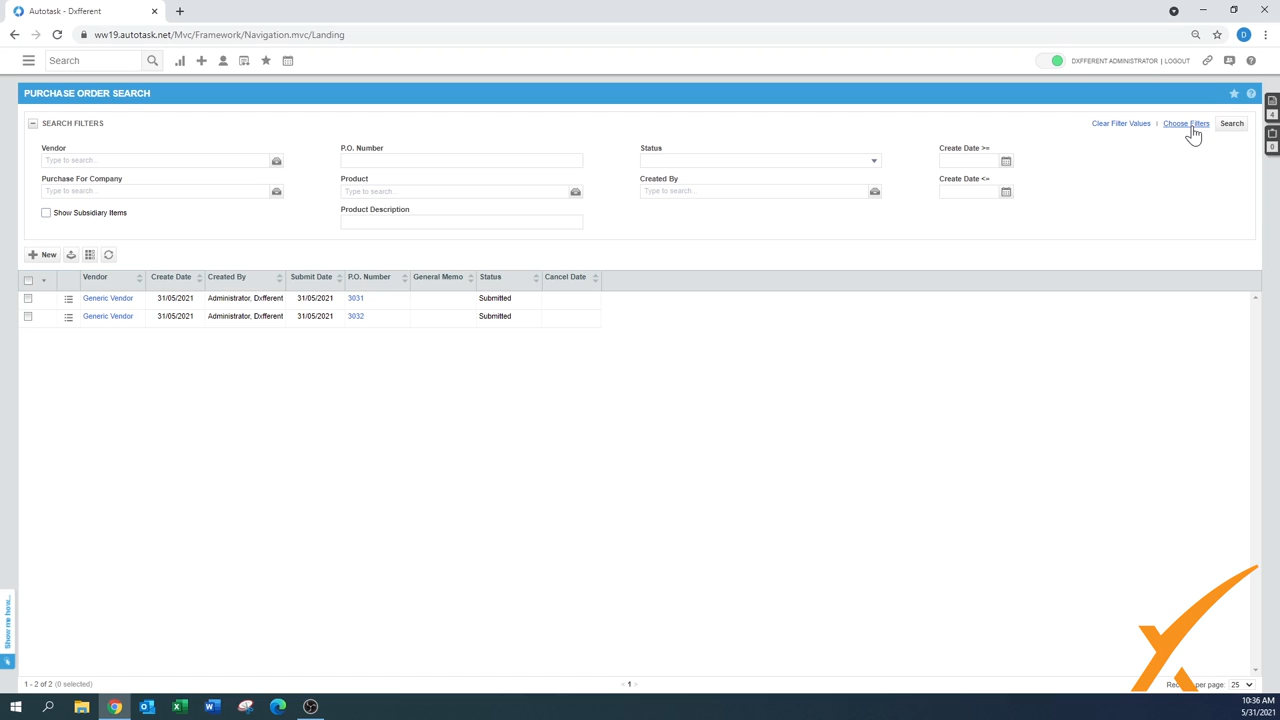 Autotask - Dxfferent
ww19.autotask.net/Mvc/Framework/Navigation.mvc/Landing
D
Search
DXFFERENT ADMINISTRATOR | LOGOUT
PURCHASE ORDER SEARCH
SEARCH FILTERS
Clear Filter Values | Choose Filters Search
4
0
Vendor P.O. Number Status Create Date >=
Type to search...
Purchase For Company Product Created By Create Date <=
Type to search... Type to search... Type to search...
Show Subsidiary Items Product Description
New
Vendor Create Date Created By Submit Date P.O. Number General Memo Status Cancel Date
Generic Vendor 31/05/2021 Administrator, Dxfferent 31/05/2021 3031 Submitted
Generic Vendor 31/05/2021 Administrator, Dxfferent 31/05/2021 3032 Submitted
Show me how...
1 - 2 of 2 (0 selected) < 1 > per page: 25
10:36 AM
5/31/2021